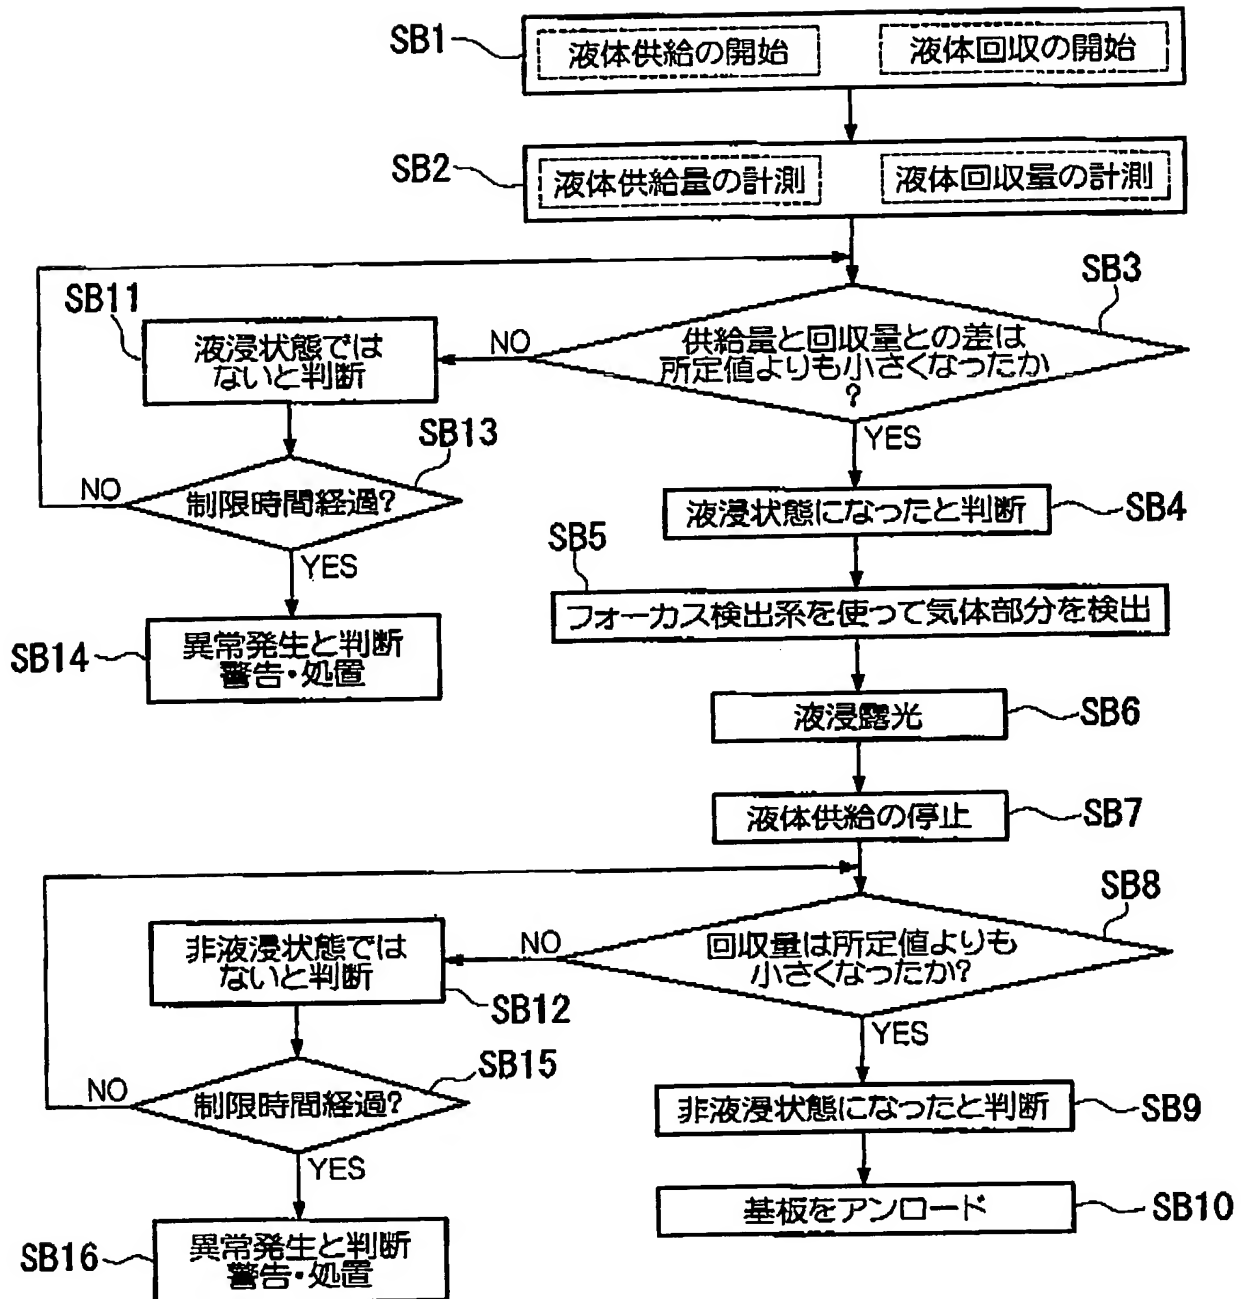 SB1
液体供給の開始
液体回収の開始
SB2
液体供給量の計測
液体回収量の計測
SB3
供給量と回収量との差は
所定値よりも小さくなったか
?
NO
YES
SB11
液浸状態では
ないと判断
SB13
制限時間経過?
NO
YES
SB14
異常発生と判断
警告・処置
液浸状態になったと判断
SB4
SB5
フォーカス検出系を使って気体部分を検出
液浸露光
SB6
液体供給の停止
SB7
SB8
回収量は所定値よりも
小さくなったか?
NO
YES
非液浸状態では
ないと判断
SB12
SB15
制限時間経過?
NO
YES
非液浸状態になったと判断
SB9
基板をアンロード
SB10
SB16
異常発生と判断
警告・処置